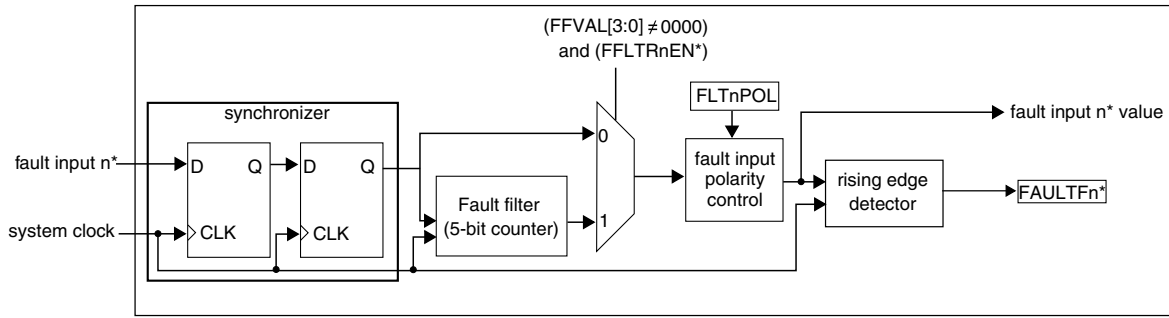 (FFVAL[3:0] ≠ 0000)
and (FFLTRnEN*)
synchronizer
FLTnPOL
fault input n* value
fault input n*
D Q D Q
0
fault input
polarity
control
rising edge
detector
FAULTFn*
Fault filter
(5-bit counter)
1
system clock
CLK CLK